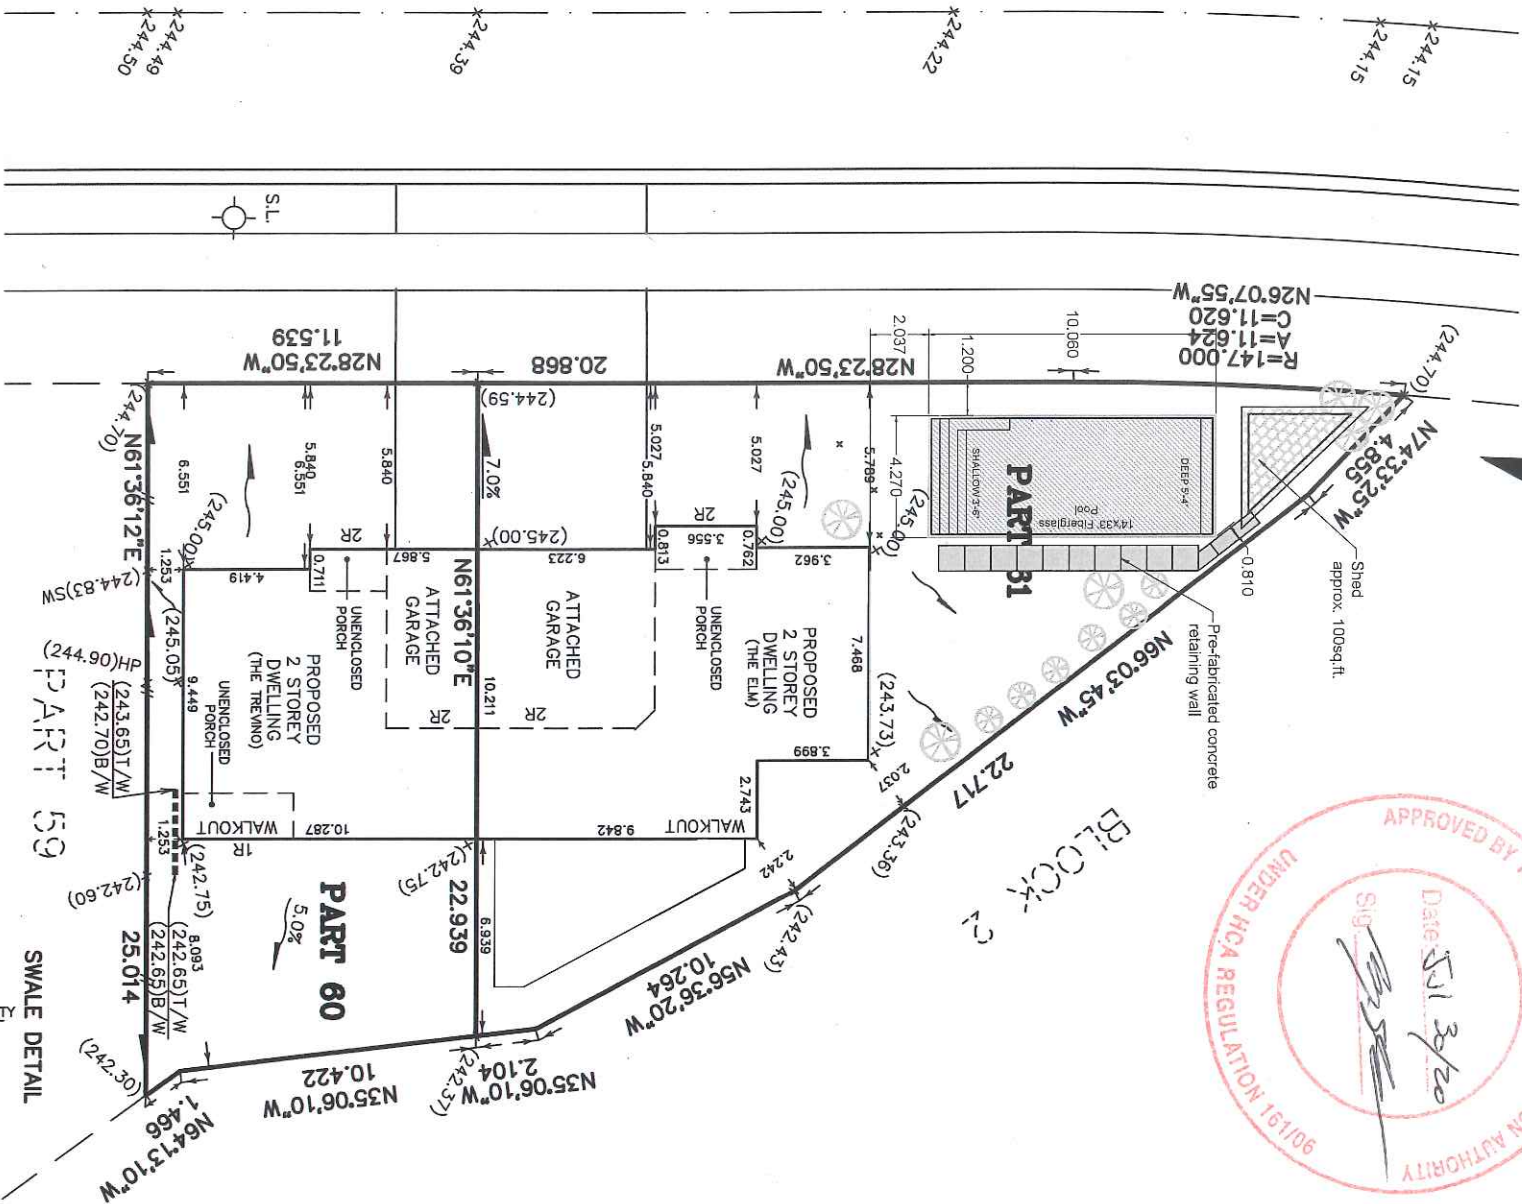 244.50
244.49
244.39
244.22
244.15
244.15
S.L.
N28°23'50"W
11.539
20.868
N28°23'50"W
R=147.000
A=11.624
C=11.620
N26°07'55"W
(244.70)
N74°33'25"W
4.855
2.037
1.200
10.060
4.270
SHALLOW 3'-6"
DEEP 5'-4"
14'x33' Fiberglass
Pool
PART 61
0.810
Shed
approx. 100sq.ft.
Pre-fabricated concrete
retaining wall
N66°03'45"W
22.717
BLOCK 2
(244.70)
N61°36'12"E
6.551
5.840
6.551
5.840
(244.59)
7.0%
5.027
5.840
5.027
5.789
(245.00)
(245.00)
(245.00)
(245.00)
2R
2R
0.711
5.867
6.223
0.813
3.556
0.762
3.962
4.419
1.253
(244.83)SW
(245.05)
(244.90)HP
9.449
UNENCLOSED
PORCH
ATTACHED
GARAGE
N61°36'10"E
ATTACHED
GARAGE
UNENCLOSED
PORCH
PROPOSED
2 STOREY
DWELLING
(THE ELM)
7.468
PROPOSED
2 STOREY
DWELLING
(THE TREVINO)
UNENCLOSED
PORCH
2R
2R
10.211
(243.73)
3.899
2.037
(243.36)
2.743
(243.65)T/W
(242.70)B/W
PART 59
WALKOUT
10.287
9.842
WALKOUT
1R
1.253
(242.75)
(242.75)
2.242
(242.43)
(242.60)
PART 60
5.0%
22.939
6.939
8.093
(242.65)T/W
(242.65)B/W
25.014
N56°36'20"W
10.264
(242.30)
N64°13'10"W
1.466
N35°06'10"W
10.422
(242.37)
N35°06'10"W
2.104
SWALE DETAIL
TY
APPROVED BY
UNDER HCA REGULATION 161/06
AUTHORITY
Date Jul 30/20
Sig